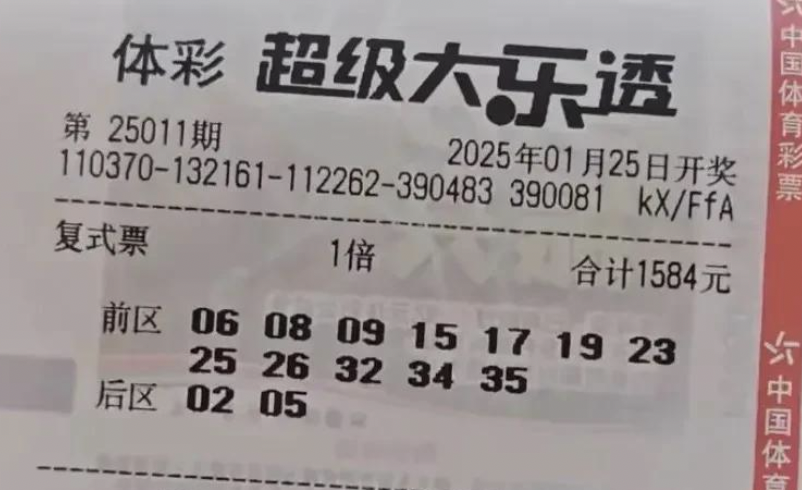 体彩 超级大乐透
第 25011期
2025年01月25日开奖
110370-132161-112262-390483 390081 kX/FfA
复式票 1倍 合计1584元
前区 06 08 09 15 17 19 23
25 26 32 34 35
后区 02 05
中国体育彩票
中国体